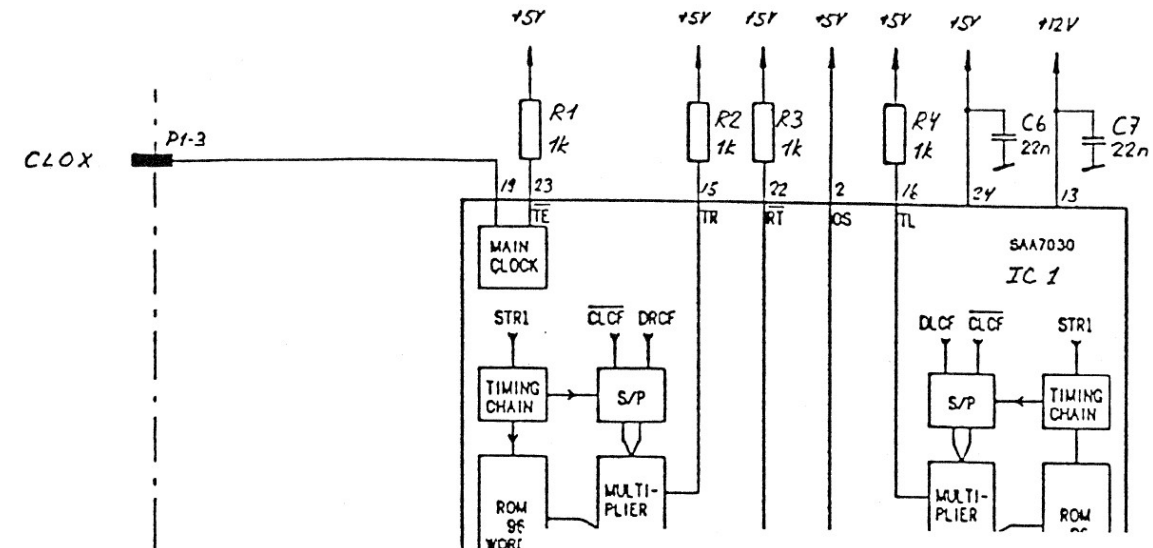 +5V +5V +5V +5V +5V +5V +12V
R1 R2 R3 R4 C6 C7
1k 1k 1k 1k 22n 22n
P1-3
CLOX
19 23 15 22 2 16 24 13
TE TR RT OS TL
SAA7030
IC 1
MAIN
CLOCK
STR1 CLCF DRCF DLCF CLCF STR1
TIMING
CHAIN
S/P
S/P
TIMING
CHAIN
MULTI-
PLIER
MULTI-
PLIER
ROM
96
ROM